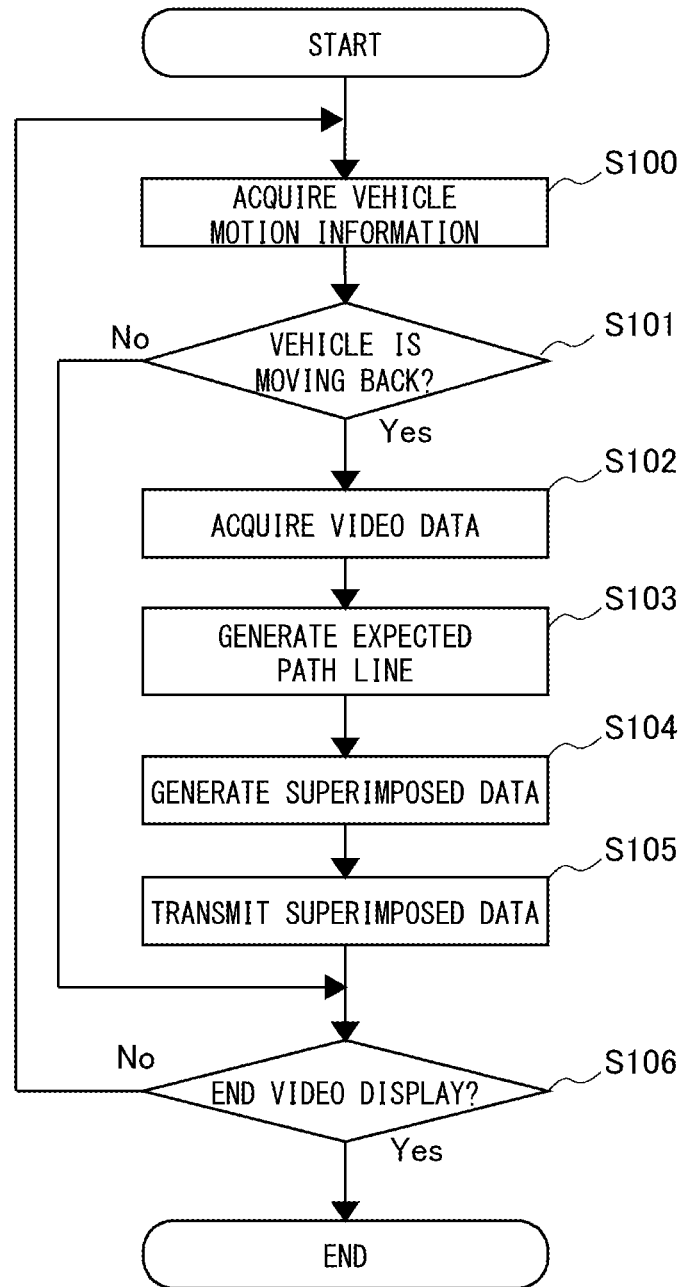 START
S100
ACQUIRE VEHICLE
MOTION INFORMATION
S101
No
VEHICLE IS
MOVING BACK?
Yes
S102
ACQUIRE VIDEO DATA
S103
GENERATE EXPECTED
PATH LINE
S104
GENERATE SUPERIMPOSED DATA
S105
TRANSMIT SUPERIMPOSED DATA
No
S106
END VIDEO DISPLAY?
Yes
END